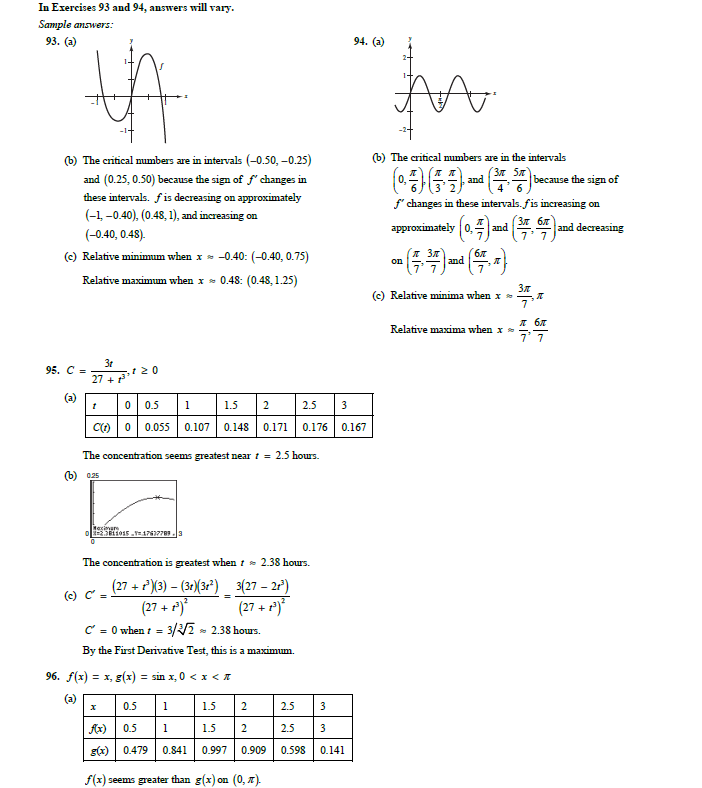 In Exercises 93 and 94, answers will vary.
Sample answers:
93. (a)
y
1
f
-1
1
x
-1
(b) The critical numbers are in intervals (−0.50, −0.25)
and (0.25, 0.50) because the sign of f′ changes in
these intervals. f is decreasing on approximately
(−1, −0.40), (0.48, 1), and increasing on
(−0.40, 0.48).
(c) Relative minimum when x ≈ −0.40: (−0.40, 0.75)
Relative maximum when x ≈ 0.48: (0.48, 1.25)
94. (a)
y
2
1
π/2
x
-2
(b) The critical numbers are in the intervals
(0, π/6), (π/3, π/2), and (3π/4, 5π/6) because the sign of
f′ changes in these intervals. f is increasing on
approximately (0, π/7) and (3π/7, 6π/7) and decreasing
on (π/7, 3π/7) and (6π/7, π).
(c) Relative minima when x ≈ 3π/7, π
Relative maxima when x ≈ π/7, 6π/7
95. C = 3t/(27 + t³), t ≥ 0
(a)
t 0 0.5 1 1.5 2 2.5 3
C(t) 0 0.055 0.107 0.148 0.171 0.176 0.167
The concentration seems greatest near t = 2.5 hours.
(b)
0.25
Maximum
0 X=2.3811015 Y=.17637789 3
0
The concentration is greatest when t ≈ 2.38 hours.
(c) C′ = ((27 + t³)(3) − (3t)(3t²))/(27 + t³)² = 3(27 − 2t³)/(27 + t³)²
C′ = 0 when t = 3/∛2 ≈ 2.38 hours.
By the First Derivative Test, this is a maximum.
96. f(x) = x, g(x) = sin x, 0 < x < π
(a)
x 0.5 1 1.5 2 2.5 3
f(x) 0.5 1 1.5 2 2.5 3
g(x) 0.479 0.841 0.997 0.909 0.598 0.141
f(x) seems greater than g(x) on (0, π).